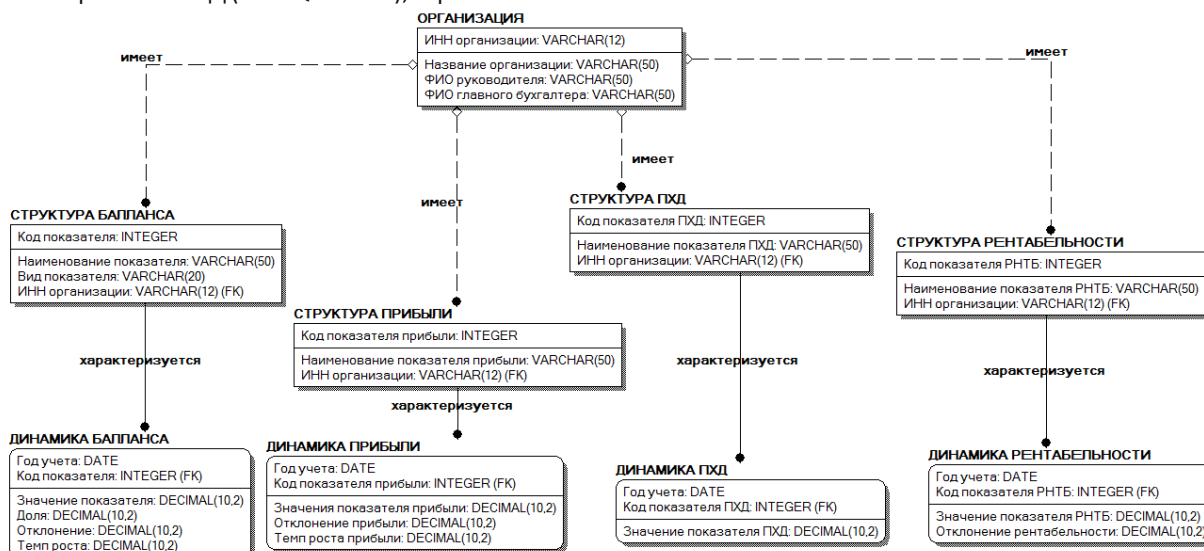 ОРГАНИЗАЦИЯ
ИНН организации: VARCHAR(12)
Название организации: VARCHAR(50)
ФИО руководителя: VARCHAR(50)
ФИО главного бухгалтера: VARCHAR(50)
имеет
имеет
имеет
имеет
СТРУКТУРА БАЛЛАНСА
Код показателя: INTEGER
Наименование показателя: VARCHAR(50)
Вид показателя: VARCHAR(20)
ИНН организации: VARCHAR(12) (FK)
СТРУКТУРА ПРИБЫЛИ
Код показателя прибыли: INTEGER
Наименование показателя прибыли: VARCHAR(50)
ИНН организации: VARCHAR(12) (FK)
СТРУКТУРА ПХД
Код показателя ПХД: INTEGER
Наименование показателя ПХД: VARCHAR(50)
ИНН организации: VARCHAR(12) (FK)
СТРУКТУРА РЕНТАБЕЛЬНОСТИ
Код показателя РНТБ: INTEGER
Наименование показателя РНТБ: VARCHAR(50)
ИНН организации: VARCHAR(12) (FK)
характеризуется
характеризуется
характеризуется
характеризуется
ДИНАМИКА БАЛЛАНСА
Год учета: DATE
Код показателя: INTEGER (FK)
Значение показателя: DECIMAL(10,2)
Доля: DECIMAL(10,2)
Отклонение: DECIMAL(10,2)
Темп роста: DECIMAL(10,2)
ДИНАМИКА ПРИБЫЛИ
Год учета: DATE
Код показателя прибыли: INTEGER (FK)
Значения показателя прибыли: DECIMAL(10,2)
Отклонение прибыли: DECIMAL(10,2)
Темп роста прибыли: DECIMAL(10,2)
ДИНАМИКА ПХД
Год учета: DATE
Код показателя ПХД: INTEGER (FK)
Значение показателя ПХД: DECIMAL(10,2)
ДИНАМИКА РЕНТАБЕЛЬНОСТИ
Год учета: DATE
Код показателя РНТБ: INTEGER (FK)
Значение показателя РНТБ: DECIMAL(10,2)
Отклонение рентабельности: DECIMAL(10,2)